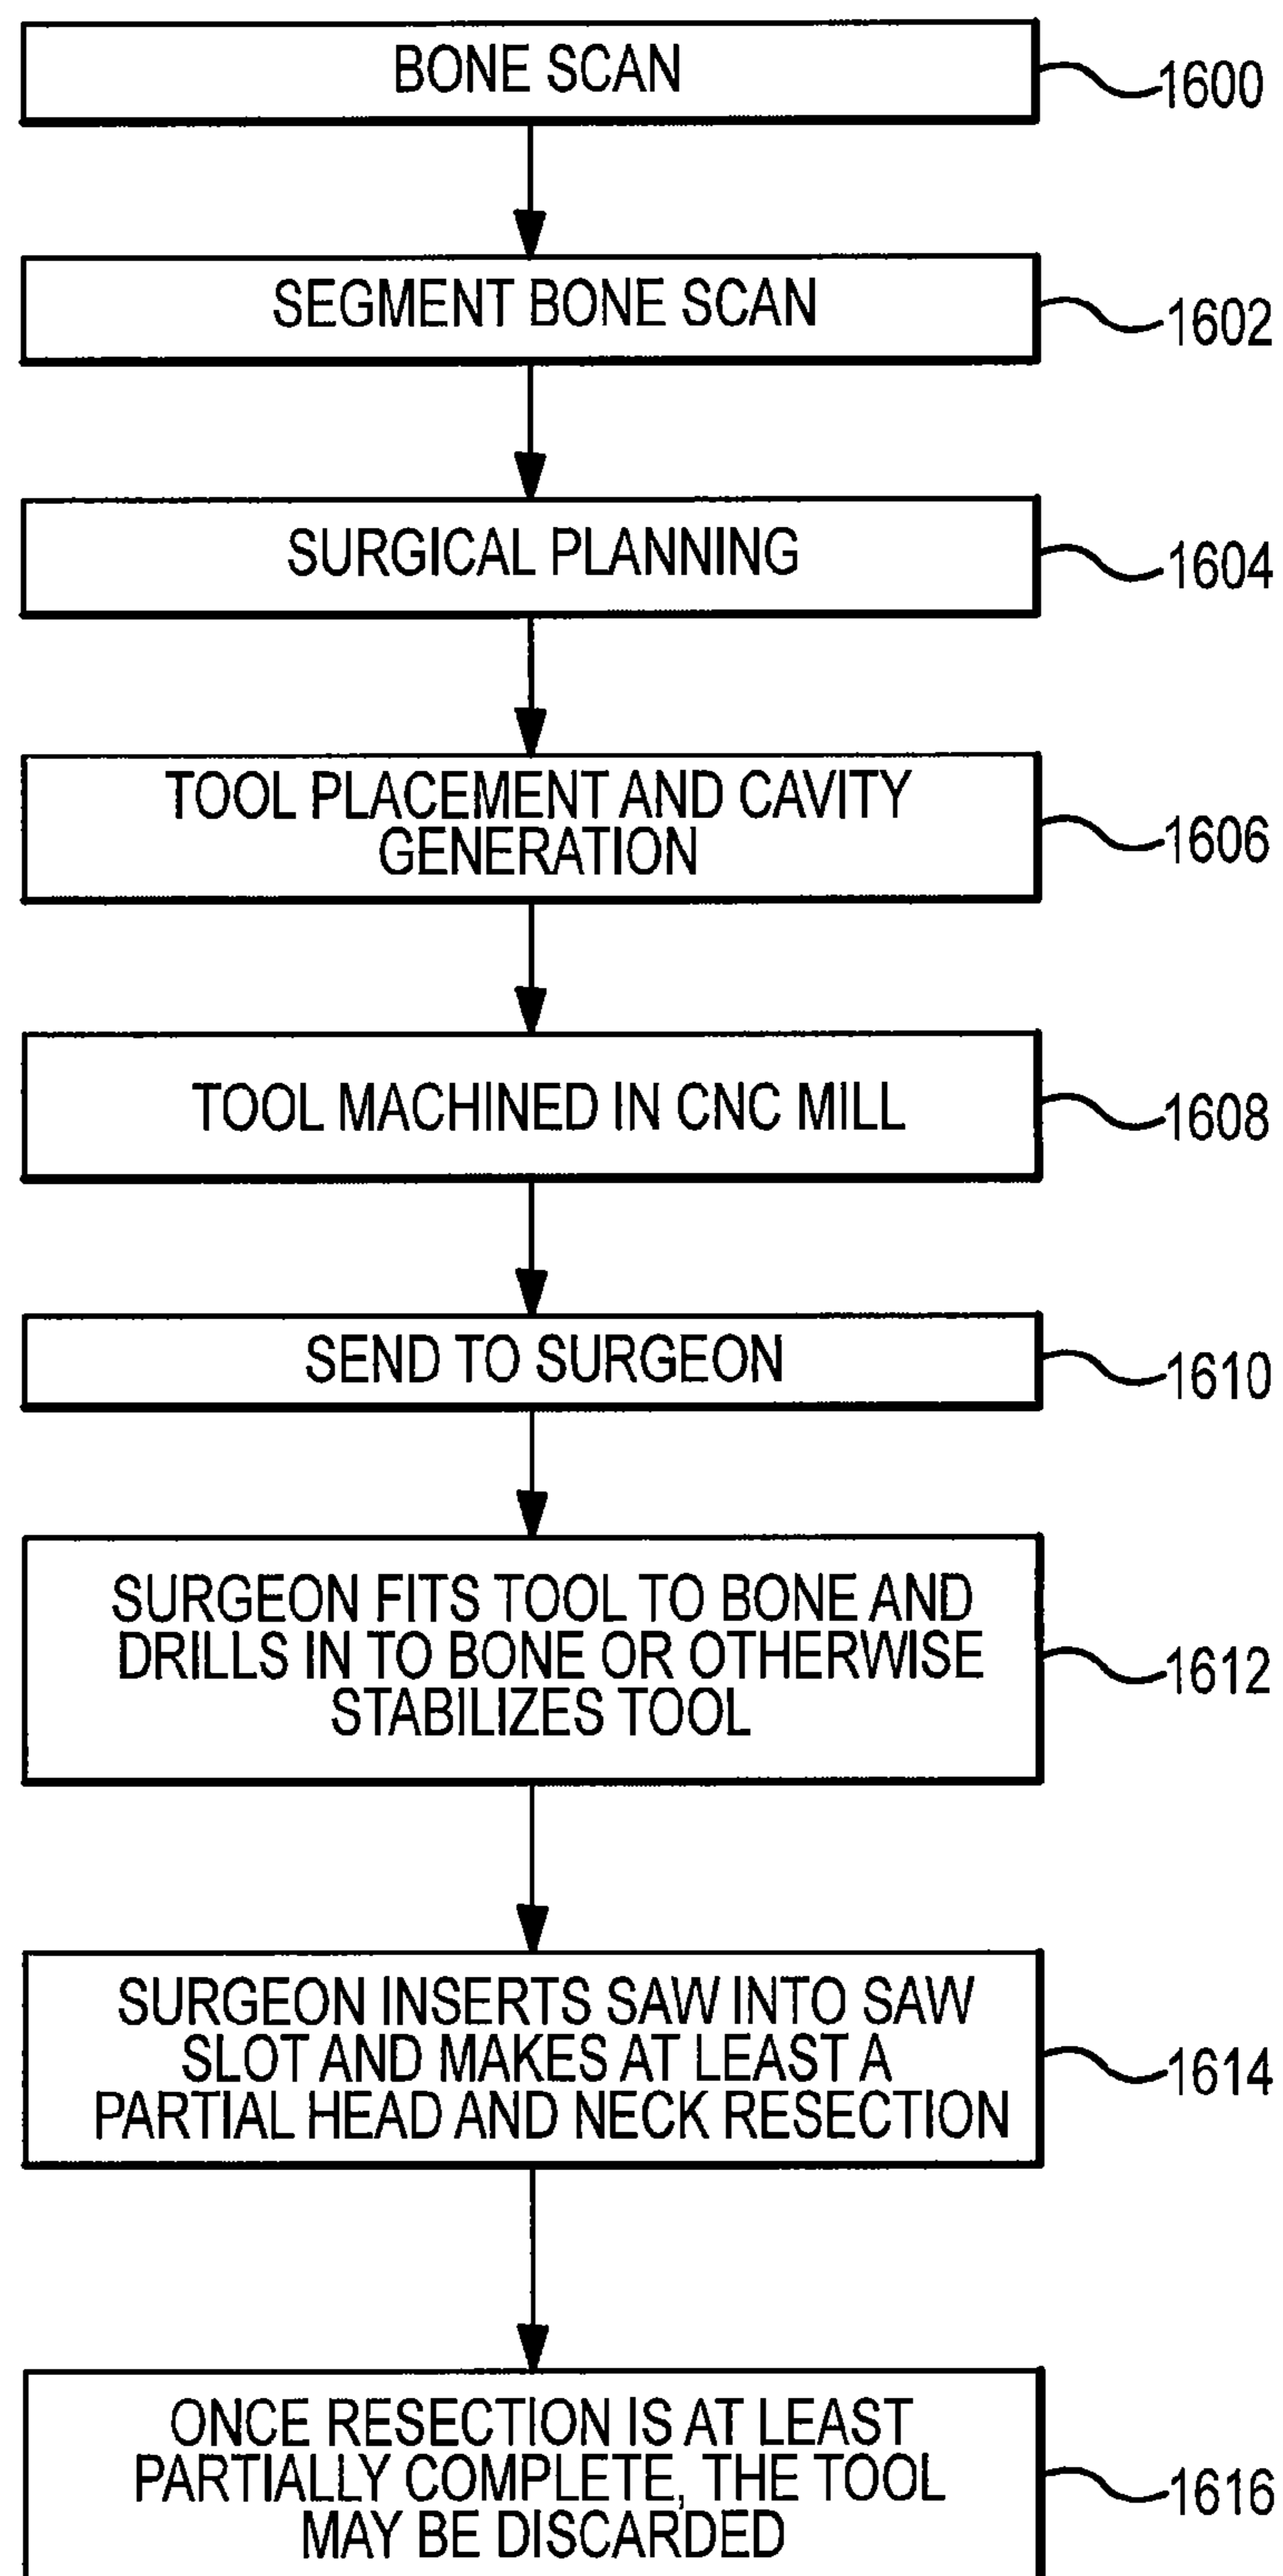 BONE SCAN
1600
SEGMENT BONE SCAN
1602
SURGICAL PLANNING
1604
TOOL PLACEMENT AND CAVITY
GENERATION
1606
TOOL MACHINED IN CNC MILL
1608
SEND TO SURGEON
1610
SURGEON FITS TOOL TO BONE AND
DRILLS IN TO BONE OR OTHERWISE
STABILIZES TOOL
1612
SURGEON INSERTS SAW INTO SAW
SLOT AND MAKES AT LEAST A
PARTIAL HEAD AND NECK RESECTION
1614
ONCE RESECTION IS AT LEAST
PARTIALLY COMPLETE, THE TOOL
MAY BE DISCARDED
1616